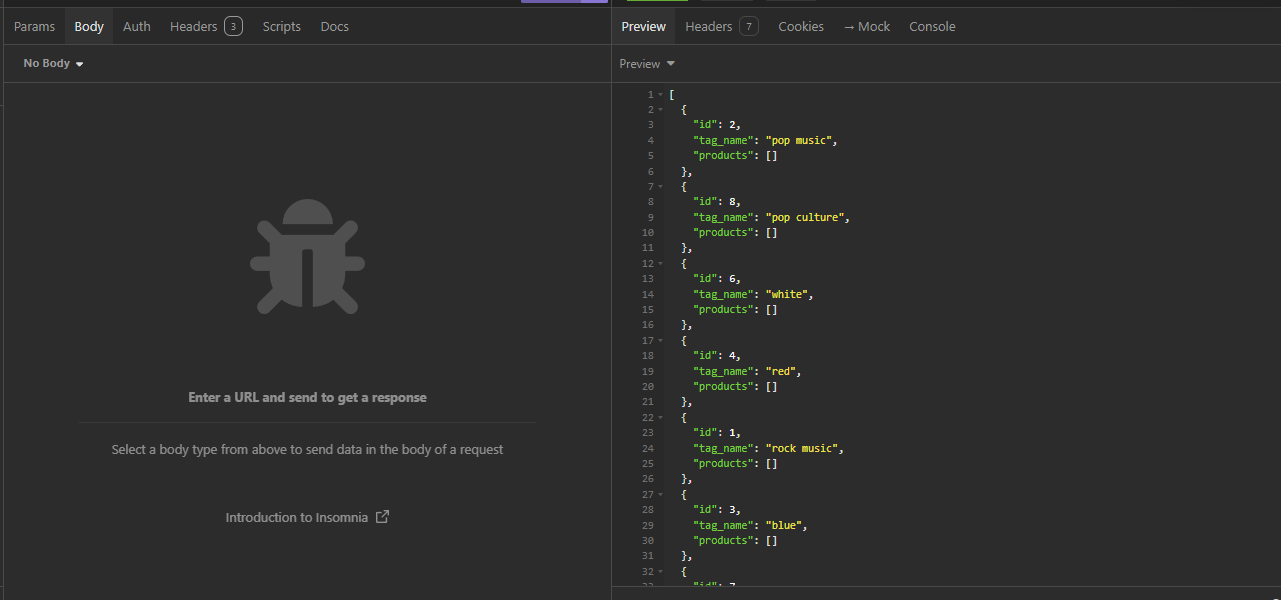 Params Body Auth Headers 3 Scripts Docs
No Body
Enter a URL and send to get a response
Select a body type from above to send data in the body of a request
Introduction to Insomnia
Preview Headers 7 Cookies → Mock Console
Preview
1 [
2 {
3 "id": 2,
4 "tag_name": "pop music",
5 "products": []
6 },
7 {
8 "id": 8,
9 "tag_name": "pop culture",
10 "products": []
11 },
12 {
13 "id": 6,
14 "tag_name": "white",
15 "products": []
16 },
17 {
18 "id": 4,
19 "tag_name": "red",
20 "products": []
21 },
22 {
23 "id": 1,
24 "tag_name": "rock music",
25 "products": []
26 },
27 {
28 "id": 3,
29 "tag_name": "blue",
30 "products": []
31 },
32 {